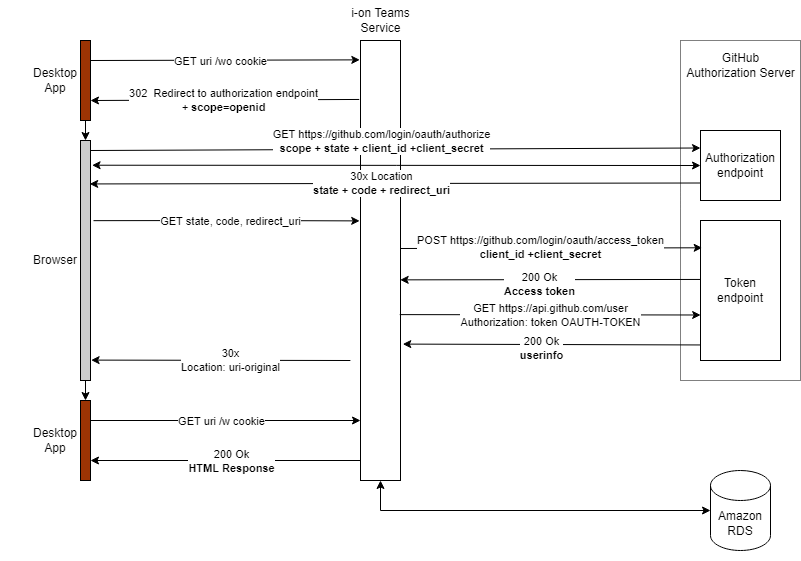 i-on Teams
Service
GET uri /wo cookie
GitHub
Authorization Server
Desktop
App
302  Redirect to authorization endpoint
+ scope=openid
GET https://github.com/login/oauth/authorize
scope + state + client_id +client_secret
Authorization
endpoint
30x Location
state + code + redirect_uri
GET state, code, redirect_uri
POST https://github.com/login/oauth/access_token
client_id +client_secret
Browser
200 Ok
Access token
Token
endpoint
GET https://api.github.com/user
Authorization: token OAUTH-TOKEN
200 Ok
userinfo
30x
Location: uri-original
GET uri /w cookie
Desktop
App
200 Ok
HTML Response
Amazon
RDS